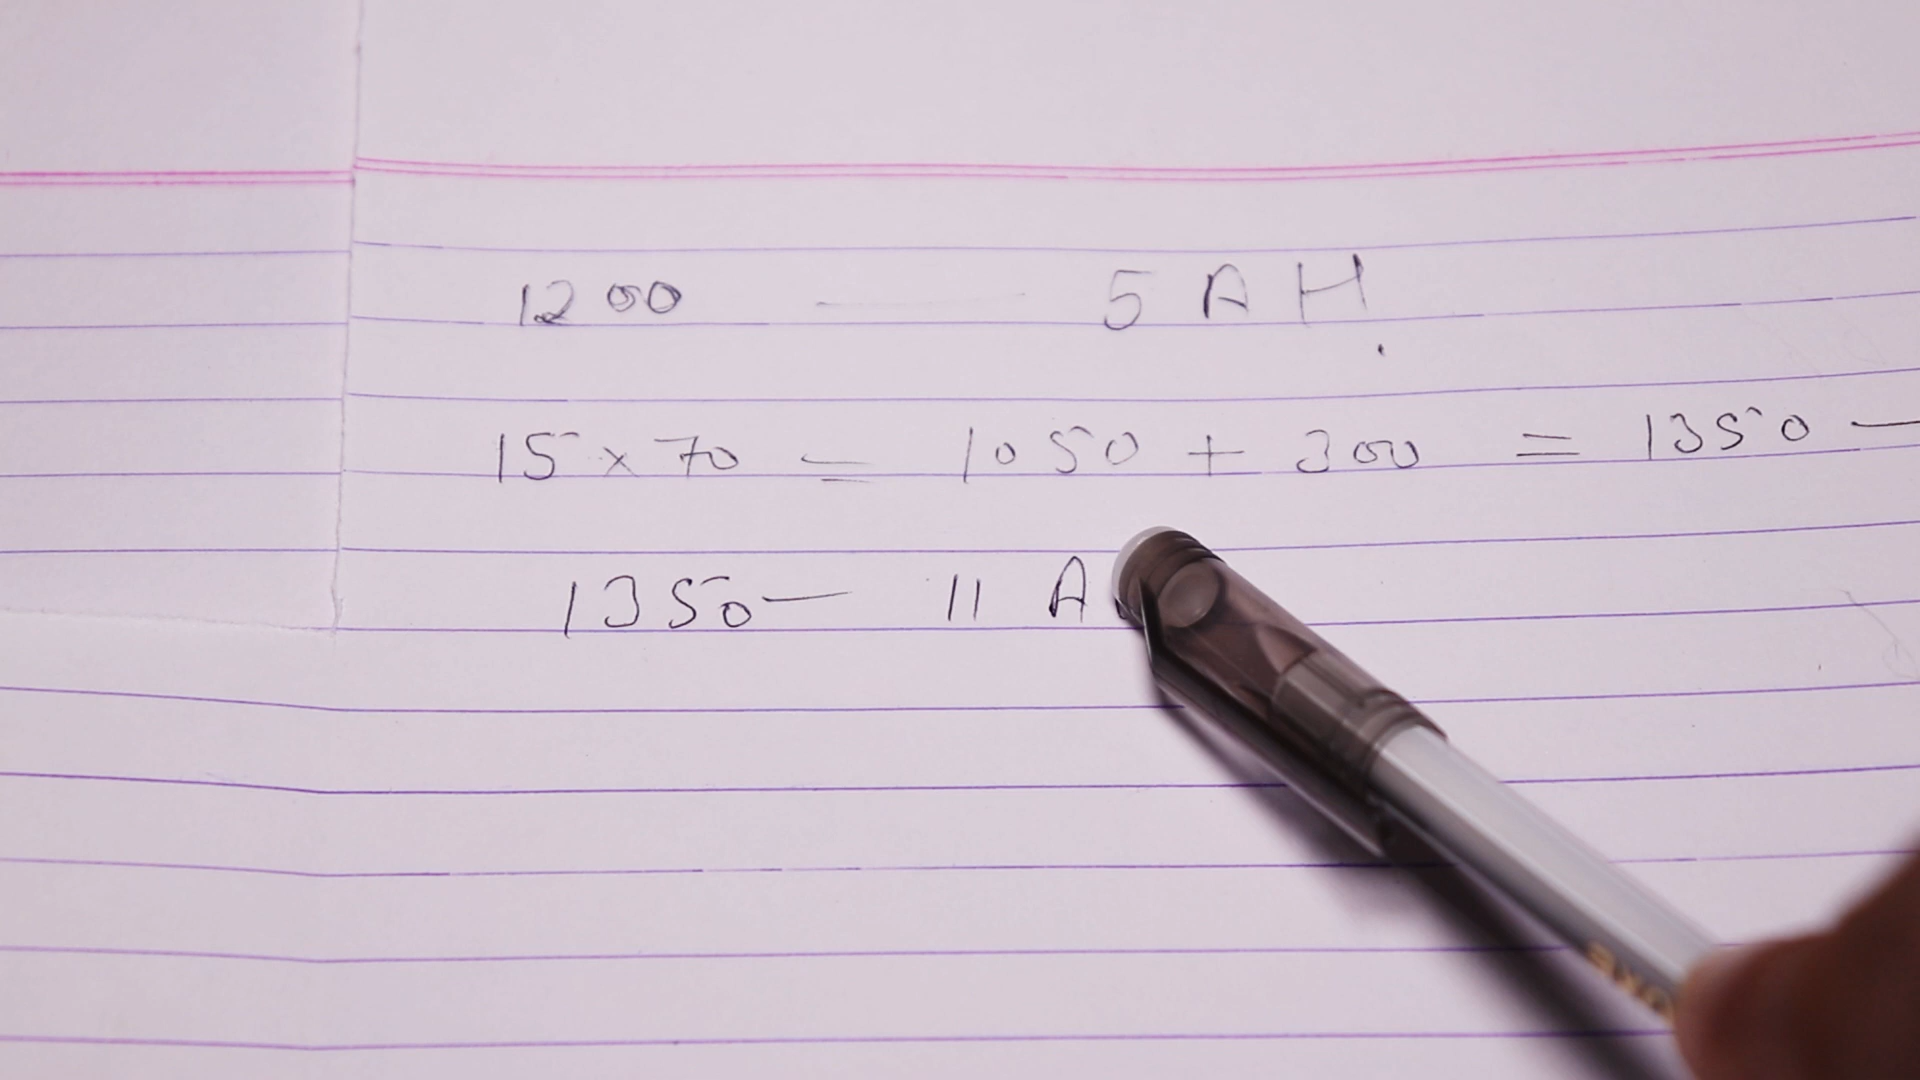 1200 — 5 AH.
15 x 70 = 1050 + 300 = 1350 —
1350 — 11 A